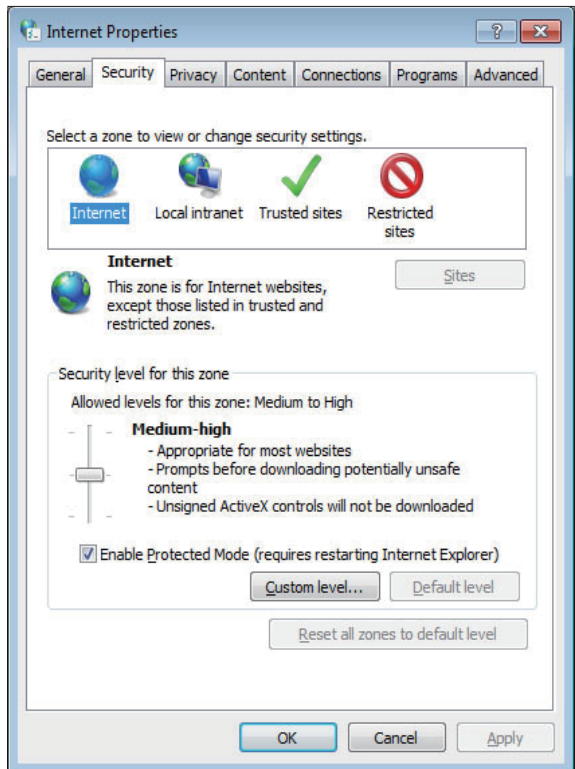 Internet Properties
General Security Privacy Content Connections Programs Advanced
Select a zone to view or change security settings.
Internet Local intranet Trusted sites Restricted
sites
Internet
Sites
This zone is for Internet websites,
except those listed in trusted and
restricted zones.
Security level for this zone
Allowed levels for this zone: Medium to High
Medium-high
- Appropriate for most websites
- Prompts before downloading potentially unsafe
content
- Unsigned ActiveX controls will not be downloaded
Enable Protected Mode (requires restarting Internet Explorer)
Custom level... Default level
Reset all zones to default level
OK Cancel Apply